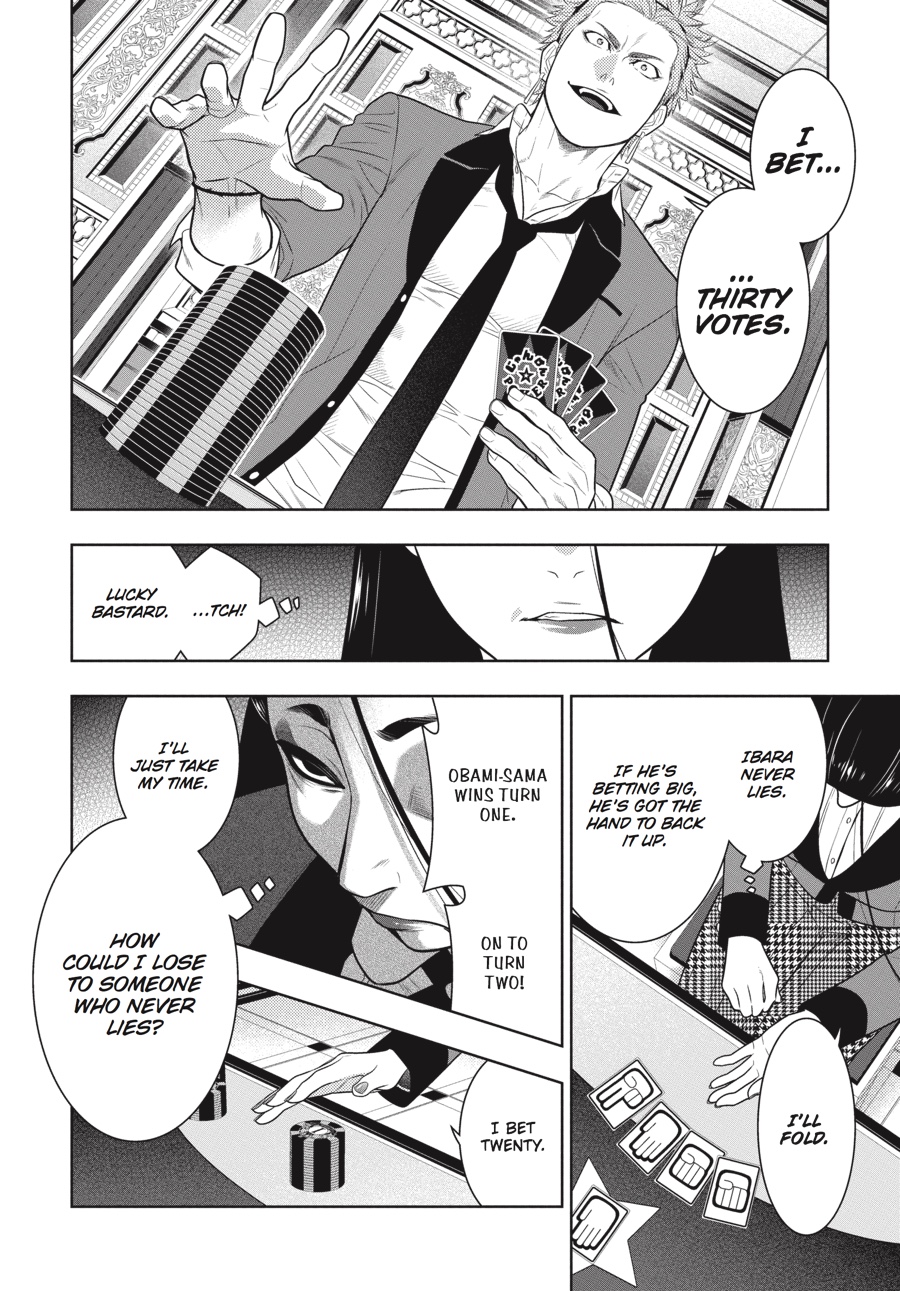 I
BET...
...
THIRTY
VOTES.
...TCH!
LUCKY
BASTARD.
IBARA
NEVER
LIES.
IF HE'S
BETTING BIG,
HE'S GOT THE
HAND TO BACK
IT UP.
I'LL
FOLD.
OBAMI-SAMA
WINS TURN
ONE.
ON TO
TURN
TWO!
I'LL
JUST TAKE
MY TIME.
HOW
COULD I LOSE
TO SOMEONE
WHO NEVER
LIES?
I BET
TWENTY.